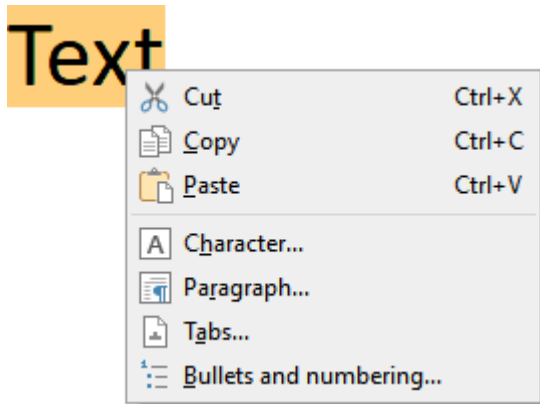 Text
Cut Ctrl+X
Copy Ctrl+C
Paste Ctrl+V
Character...
Paragraph...
Tabs...
Bullets and numbering...